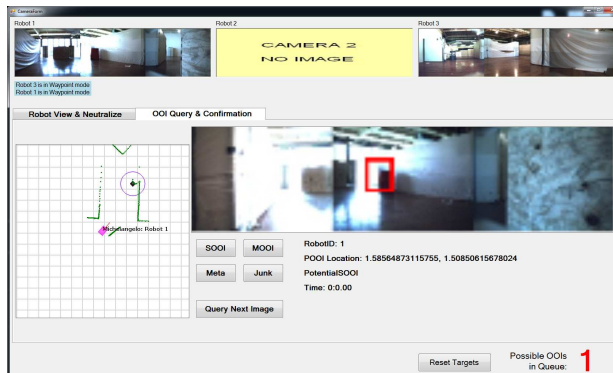 CameraForm
Robot 1
Robot 2
Robot 3
CAMERA 2
NO IMAGE
Robot 3 is in Waypoint mode
Robot 1 is in Waypoint mode
Robot View & Neutralize
OOI Query & Confirmation
Michelangelo: Robot 1
SOOI
MOOI
Meta
Junk
Query Next Image
RobotID: 1
POOI Location: 1.58564873115755, 1.50850615678024
PotentialSOOI
Time: 0:0.00
Reset Targets
Possible OOIs
in Queue:
1